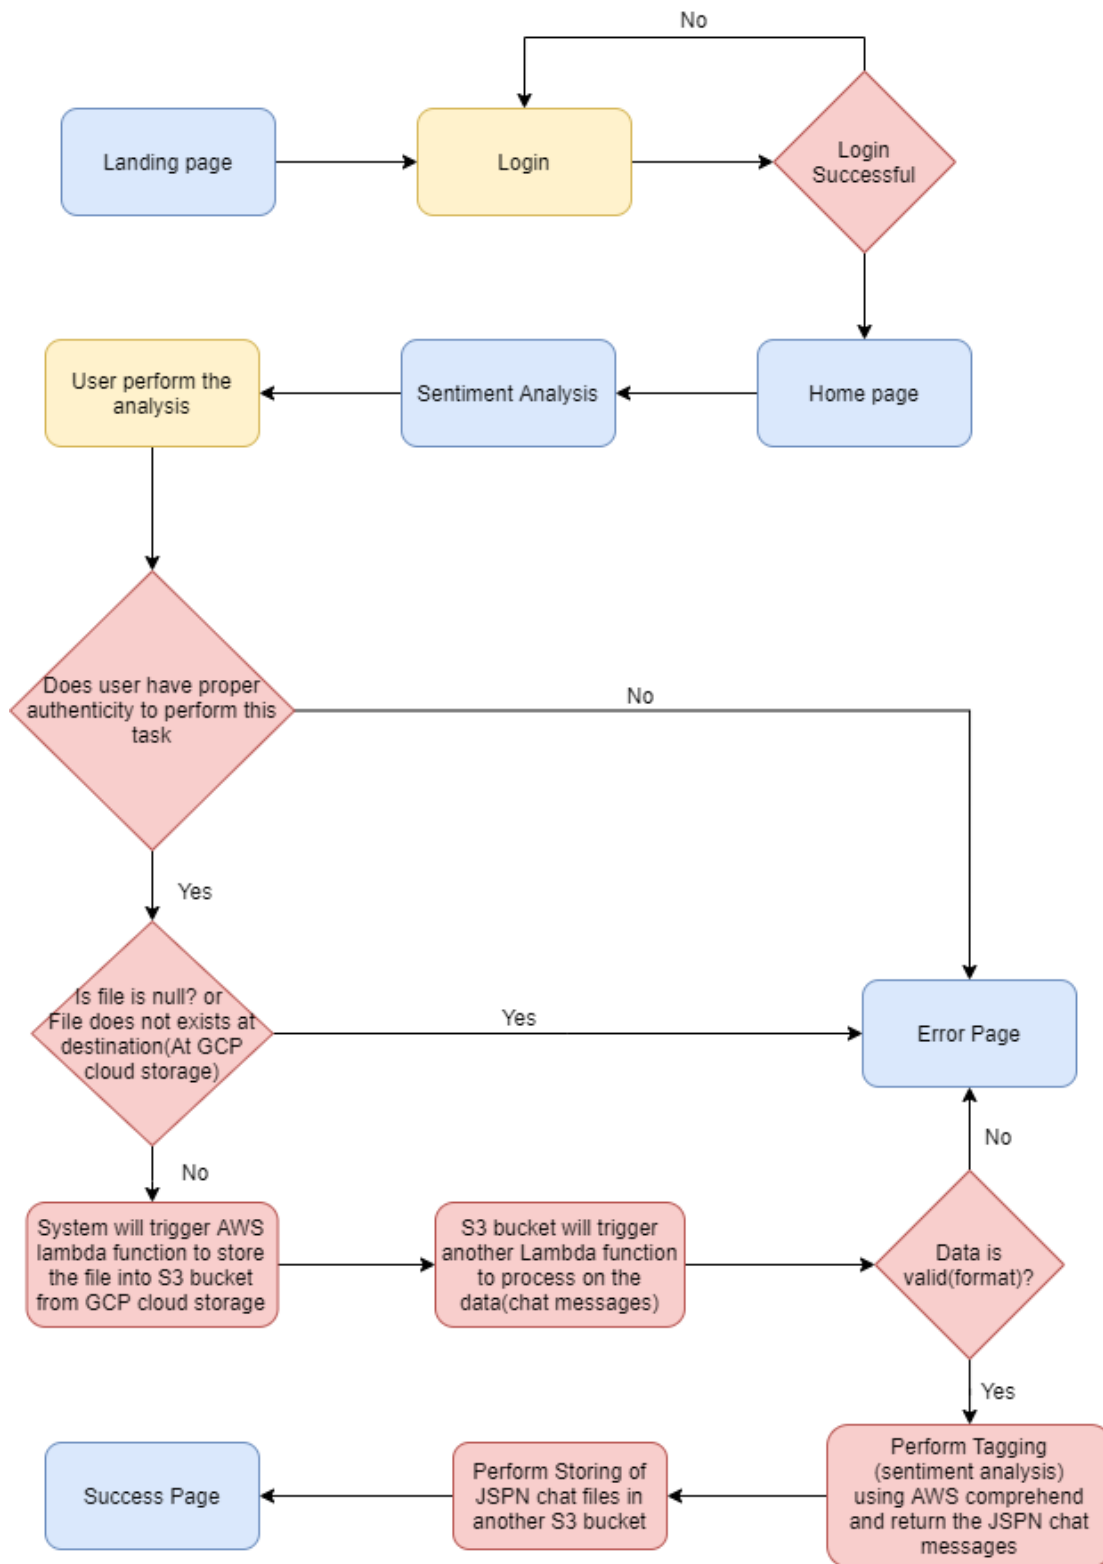 No
Landing page
Login
Login
Successful
User perform the
analysis
Sentiment Analysis
Home page
Does user have proper
authenticity to perform this
task
No
Yes
Is file is null? or
File does not exists at
destination(At GCP
cloud storage)
Yes
Error Page
No
No
System will trigger AWS
lambda function to store
the file into S3 bucket
from GCP cloud storage
S3 bucket will trigger
another Lambda function
to process on the
data(chat messages)
Data is
valid(format)?
Yes
Perform Tagging
(sentiment analysis)
using AWS comprehend
and return the JSPN chat
messages
Perform Storing of
JSPN chat files in
another S3 bucket
Success Page